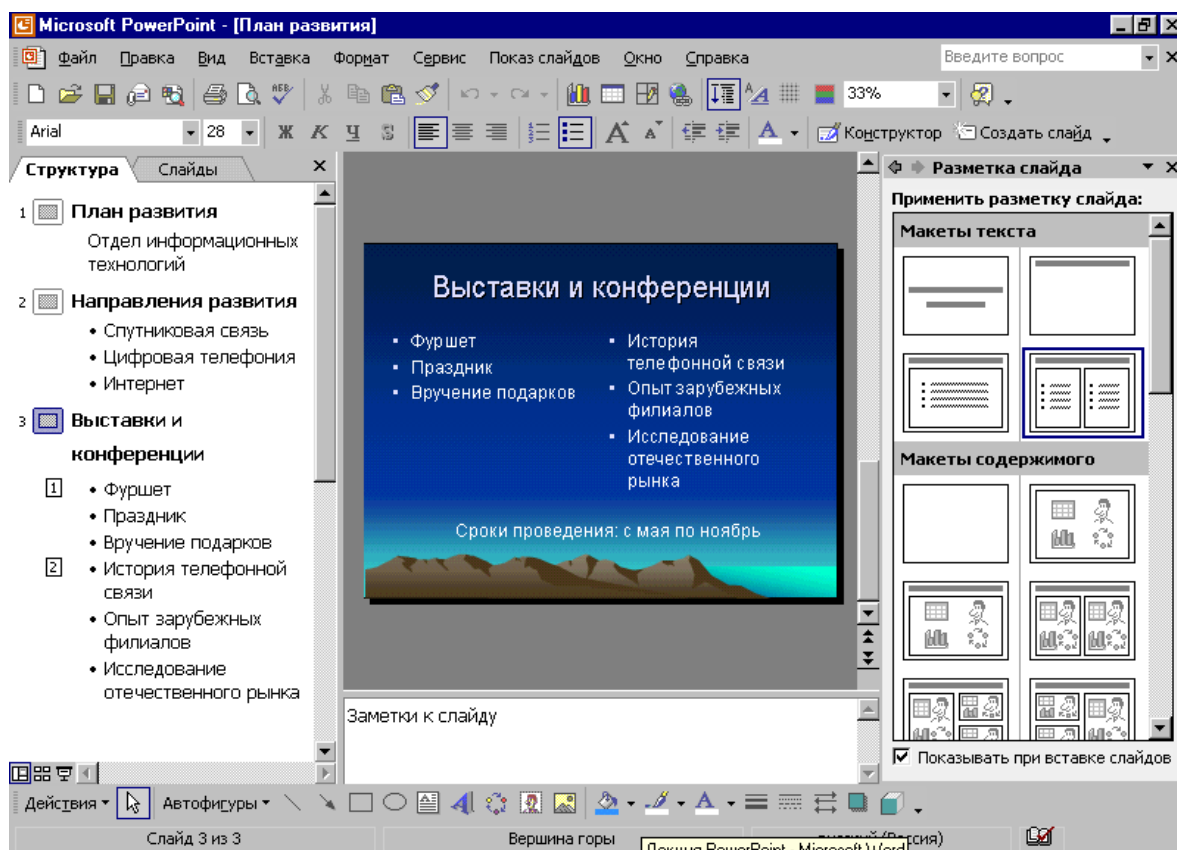 Microsoft PowerPoint - [План развития]
Файл Правка Вид Вставка Формат Сервис Показ слайдов Окно Справка Введите вопрос
33%
Arial 28 Ж К Ч S Конструктор Создать слайд
Структура Слайды
1 План развития
Отдел информационных
технологий
2 Направления развития
• Спутниковая связь
• Цифровая телефония
• Интернет
3 Выставки и
конференции
1 • Фуршет
• Праздник
• Вручение подарков
2 • История телефонной
связи
• Опыт зарубежных
филиалов
• Исследование
отечественного рынка
Выставки и конференции
▪ Фуршет
▪ Праздник
▪ Вручение подарков
▪ История
телефонной связи
▪ Опыт зарубежных
филиалов
▪ Исследование
отечественного
рынка
Сроки проведения: с мая по ноябрь
Заметки к слайду
Разметка слайда
Применить разметку слайда:
Макеты текста
Макеты содержимого
Показывать при вставке слайдов
Действия Автофигуры
Слайд 3 из 3 Вершина горы (Россия)
PowerPoint - Microsoft Word